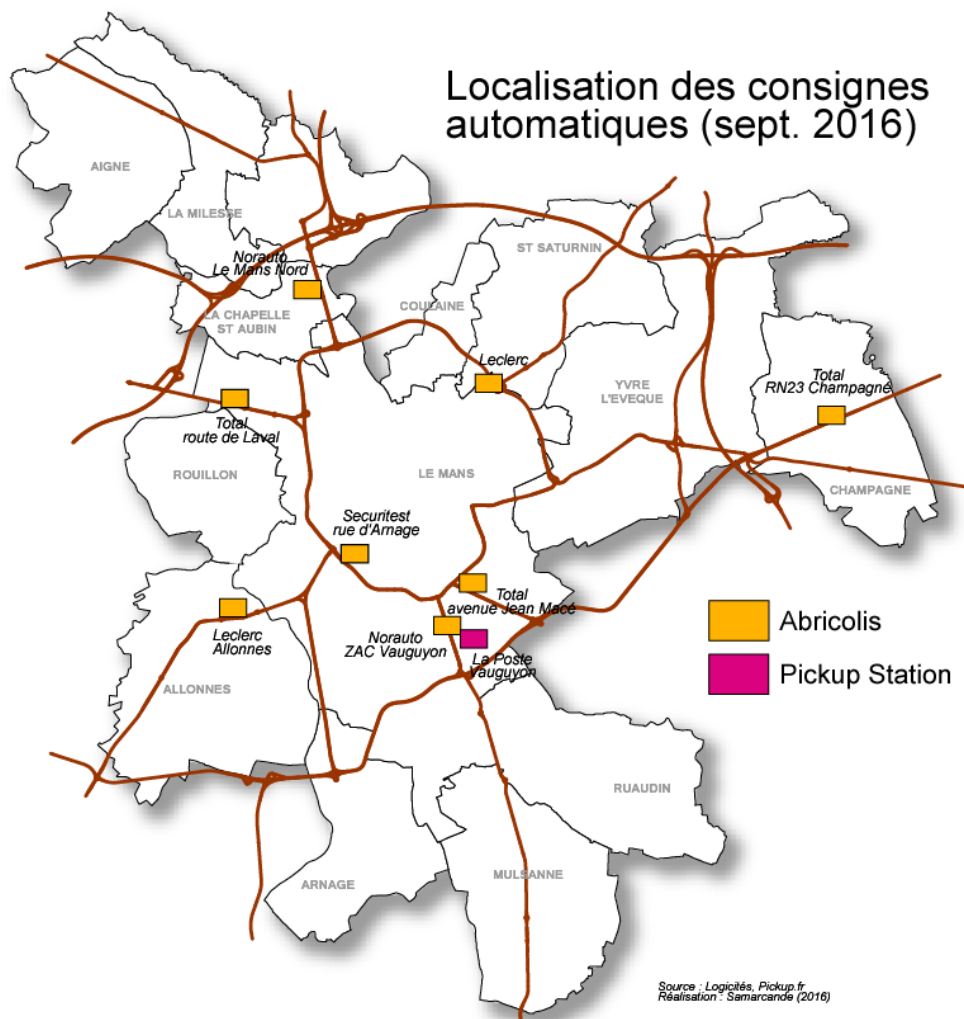 Localisation des consignes
automatiques (sept. 2016)
AIGNE
LA MILESSE
ST SATURNIN
Norauto
Le Mans Nord
COULAINE
LA CHAPELLE
ST AUBIN
Leclerc
YVRE
L'EVEQUE
Total
RN23 Champagné
Total
route de Laval
ROUILLON
LE MANS
CHAMPAGNE
Securitest
rue d'Arnage
Total
avenue Jean Macé
Leclerc
Allonnes
Norauto
ZAC Vauguyon
La Poste
Vauguyon
ALLONNES
Abricolis
Pickup Station
RUAUDIN
ARNAGE
MULSANNE
Source : Logicités, Pickup.fr
Réalisation : Samarcande (2016)